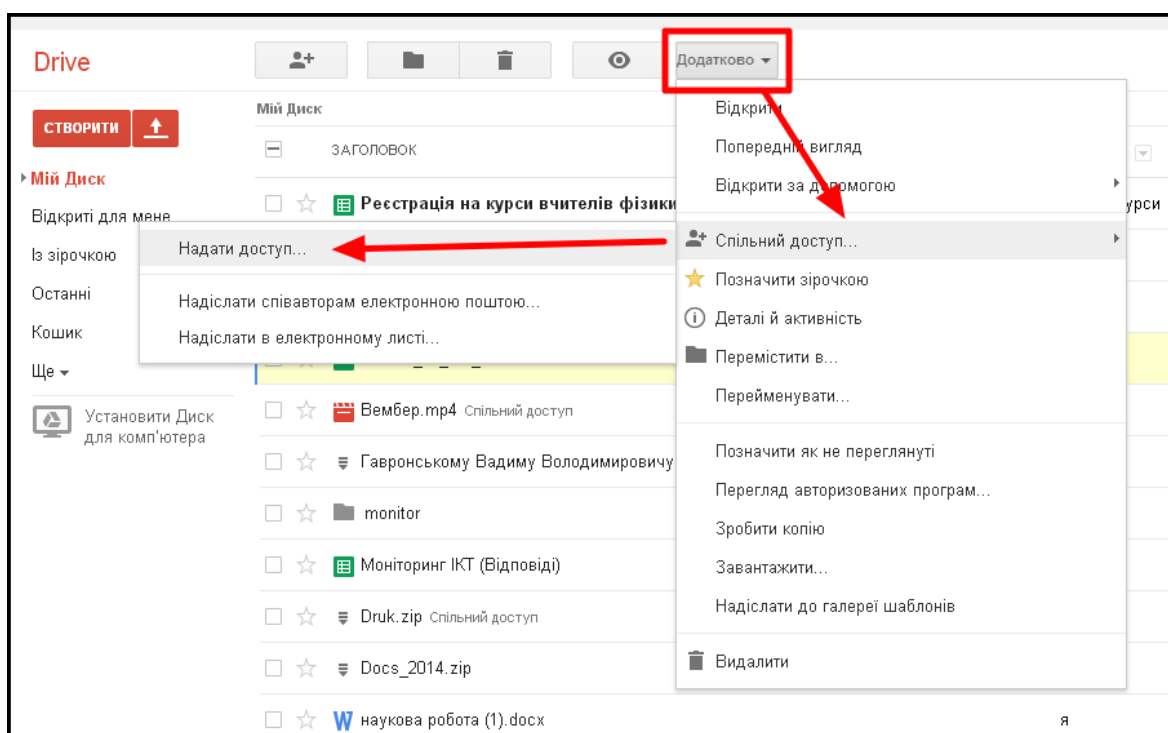 Drive
Додатково
СТВОРИТИ
Мій Диск
Відкриті для мене
Із зірочкою
Останні
Кошик
Ще
Установити Диск
для комп'ютера
Мій Диск
ЗАГОЛОВОК
Реєстрація на курси вчителів фізики
урси
Вембер.mp4 Спільний доступ
Гавронському Вадиму Володимировичу
monitor
Моніторинг ІКТ (Відповіді)
Druk.zip Спільний доступ
Docs_2014.zip
наукова робота (1).docx
я
Відкрити
Попередній вигляд
Відкрити за допомогою
Спільний доступ...
Позначити зірочкою
Деталі й активність
Перемістити в...
Перейменувати...
Позначити як не переглянуті
Перегляд авторизованих програм...
Зробити копію
Завантажити...
Надіслати до галереї шаблонів
Видалити
Надати доступ...
Надіслати співавторам електронною поштою...
Надіслати в електронному листі...